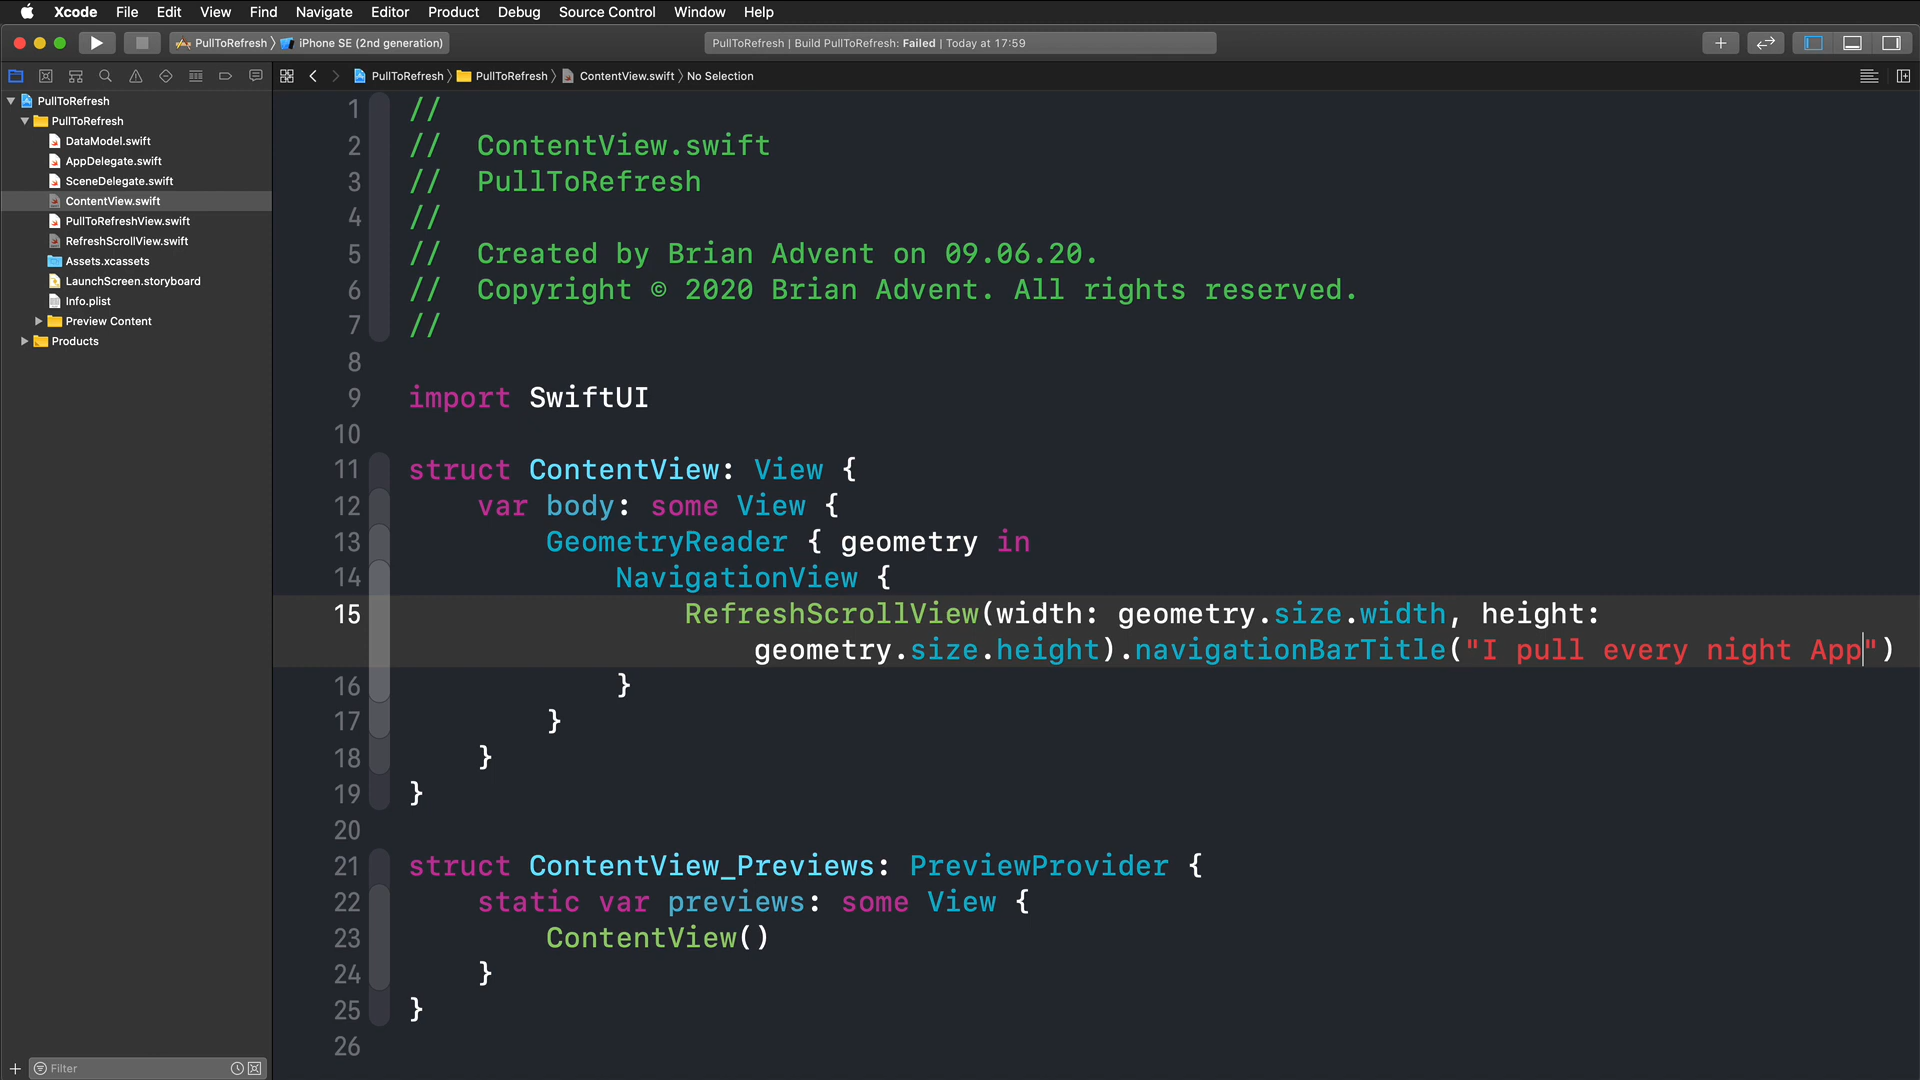 Xcode File Edit View Find Navigate Editor Product Debug Source Control Window Help
PullToRefresh 〉 iPhone SE (2nd generation)
PullToRefresh | Build PullToRefresh: Failed | Today at 17:59
PullToRefresh 〉 PullToRefresh 〉 ContentView.swift 〉 No Selection
PullToRefresh
PullToRefresh
DataModel.swift
AppDelegate.swift
SceneDelegate.swift
ContentView.swift
PullToRefreshView.swift
RefreshScrollView.swift
Assets.xcassets
LaunchScreen.storyboard
Info.plist
Preview Content
Products
Filter
1 //
2 //  ContentView.swift
3 //  PullToRefresh
4 //
5 //  Created by Brian Advent on 09.06.20.
6 //  Copyright © 2020 Brian Advent. All rights reserved.
7 //
8
9 import SwiftUI
10
11 struct ContentView: View {
12     var body: some View {
13         GeometryReader { geometry in
14             NavigationView {
15                 RefreshScrollView(width: geometry.size.width, height:
geometry.size.height).navigationBarTitle("I pull every night App")
16             }
17         }
18     }
19 }
20
21 struct ContentView_Previews: PreviewProvider {
22     static var previews: some View {
23         ContentView()
24     }
25 }
26